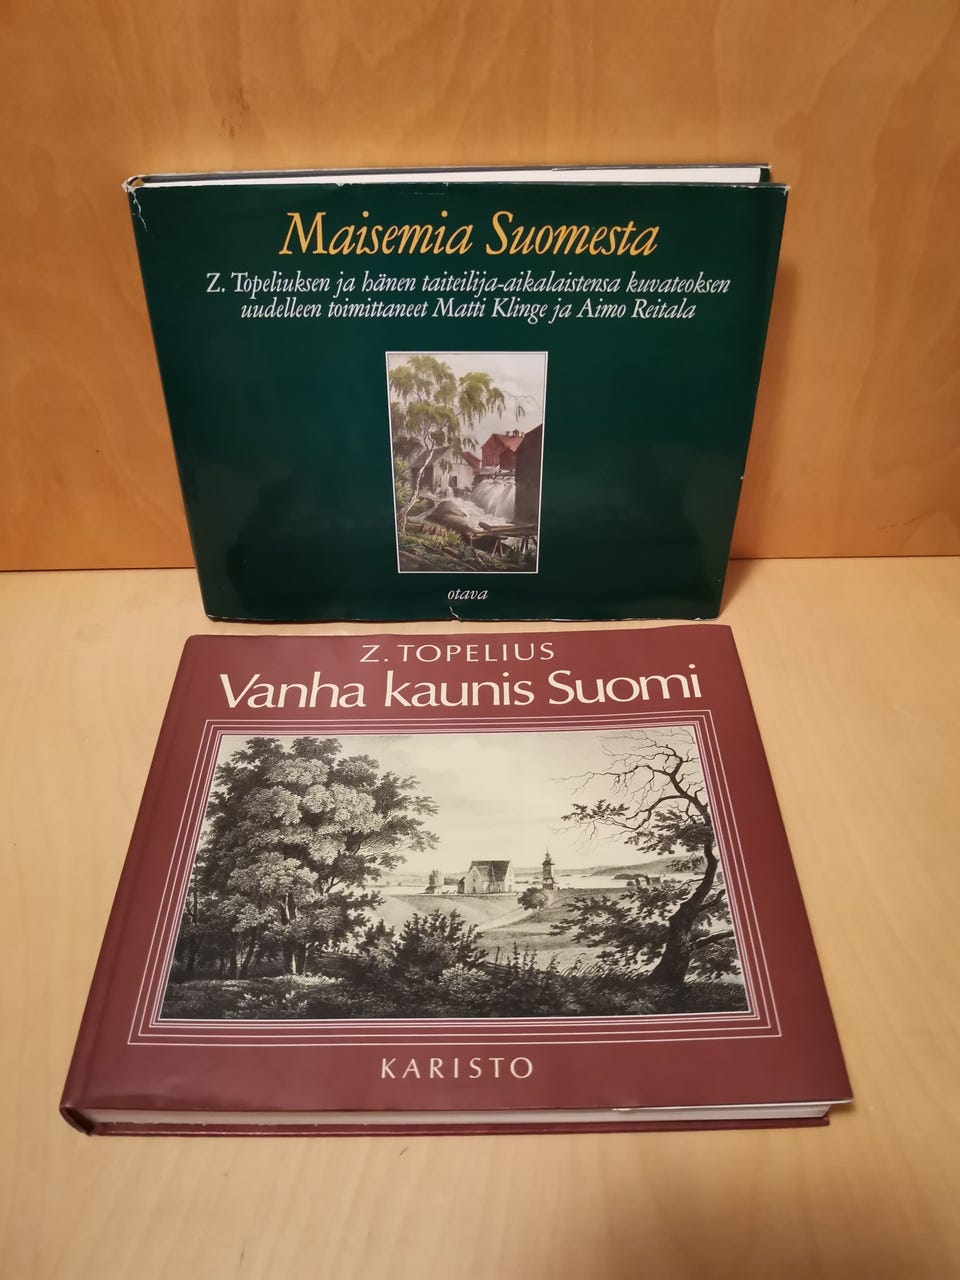 Maisemia Suomesta
Z. Topeliuksen ja hänen taiteilija-aikalaistensa kuvateoksen
uudelleen toimittaneet Matti Klinge ja Aimo Reitala
otava
Z. TOPELIUS
Vanha kaunis Suomi
KARISTO